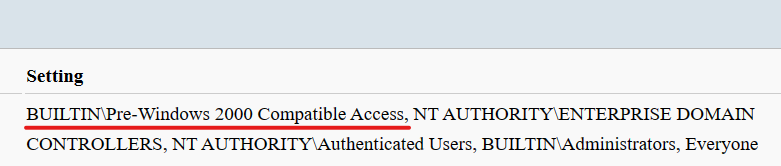 Setting
BUILTIN\Pre-Windows 2000 Compatible Access, NT AUTHORITY\ENTERPRISE DOMAIN
CONTROLLERS, NT AUTHORITY\Authenticated Users, BUILTIN\Administrators, Everyone